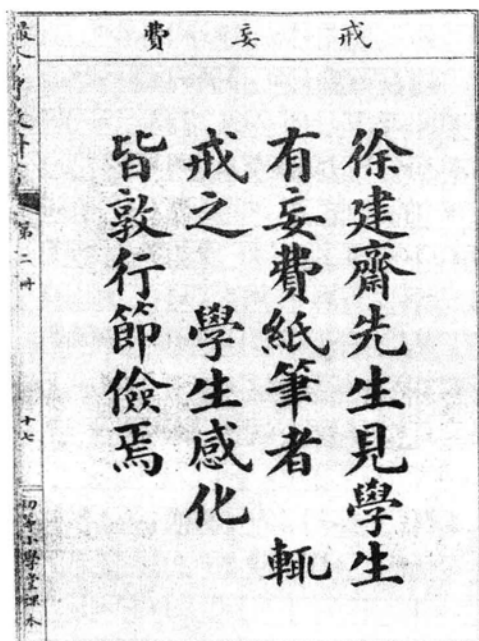 戒妄費
徐建齋先生見學生
有妄費紙筆者 輒
戒之 學生感化
皆敦行節儉焉
第二冊
十七
初等小學堂課本